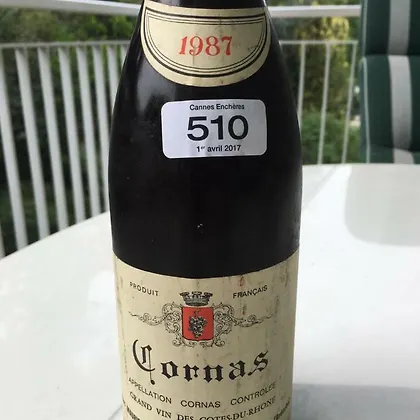 1987
Cannes Enchères
510
1er avril 2017
PRODUIT FRANÇAIS
Cornas
APPELLATION CORNAS CONTROLÉE
GRAND VIN DES COTES-DU-RHONE